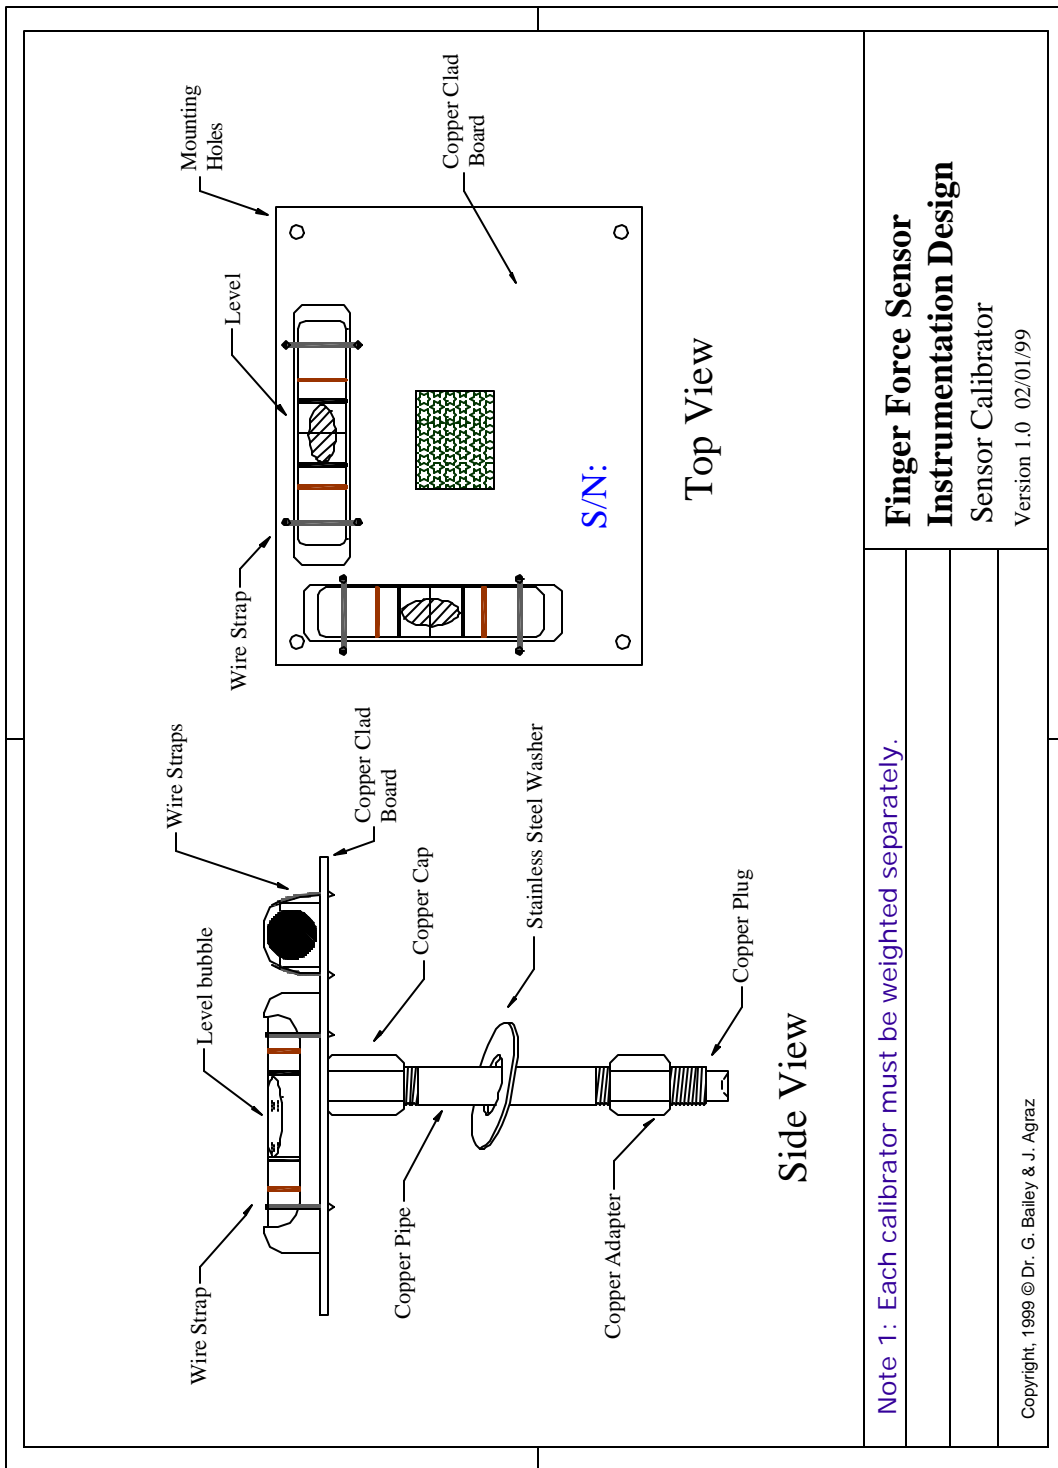 Wire Strap
Level bubble
Wire Straps
Copper Clad
Board
Copper Pipe
Copper Cap
Copper Adapter
Stainless Steel Washer
Copper Plug
Side View
Wire Strap
Level
Mounting
Holes
Copper Clad
Board
S/N:
Top View
Note 1: Each calibrator must be weighted separately.
Copyright, 1999 © Dr. G. Bailey & J. Agraz
Finger Force Sensor
Instrumentation Design
Sensor Calibrator
Version 1.0 02/01/99